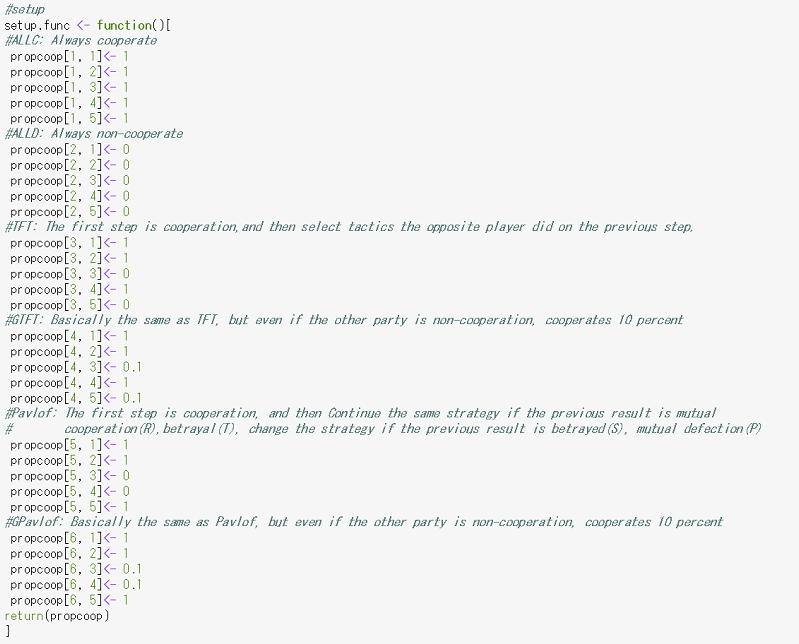 #setup
setup.func <- function()[
#ALLC: Always cooperate
propcoop[1, 1]<- 1
propcoop[1, 2]<- 1
propcoop[1, 3]<- 1
propcoop[1, 4]<- 1
propcoop[1, 5]<- 1
#ALLD: Always non-cooperate
propcoop[2, 1]<- 0
propcoop[2, 2]<- 0
propcoop[2, 3]<- 0
propcoop[2, 4]<- 0
propcoop[2, 5]<- 0
#TFT: The first step is cooperation,and then select tactics the opposite player did on the previous step.
propcoop[3, 1]<- 1
propcoop[3, 2]<- 1
propcoop[3, 3]<- 0
propcoop[3, 4]<- 1
propcoop[3, 5]<- 0
#GTFT: Basically the same as TFT, but even if the other party is non-cooperation, cooperates 10 percent
propcoop[4, 1]<- 1
propcoop[4, 2]<- 1
propcoop[4, 3]<- 0.1
propcoop[4, 4]<- 1
propcoop[4, 5]<- 0.1
#Pavlof: The first step is cooperation, and then Continue the same strategy if the previous result is mutual
# cooperation(R),betrayal(T), change the strategy if the previous result is betrayed(S), mutual defection(P)
propcoop[5, 1]<- 1
propcoop[5, 2]<- 1
propcoop[5, 3]<- 0
propcoop[5, 4]<- 0
propcoop[5, 5]<- 1
#GPavlof: Basically the same as Pavlof, but even if the other party is non-cooperation, cooperates 10 percent
propcoop[6, 1]<- 1
propcoop[6, 2]<- 1
propcoop[6, 3]<- 0.1
propcoop[6, 4]<- 0.1
propcoop[6, 5]<- 1
return(propcoop)
]